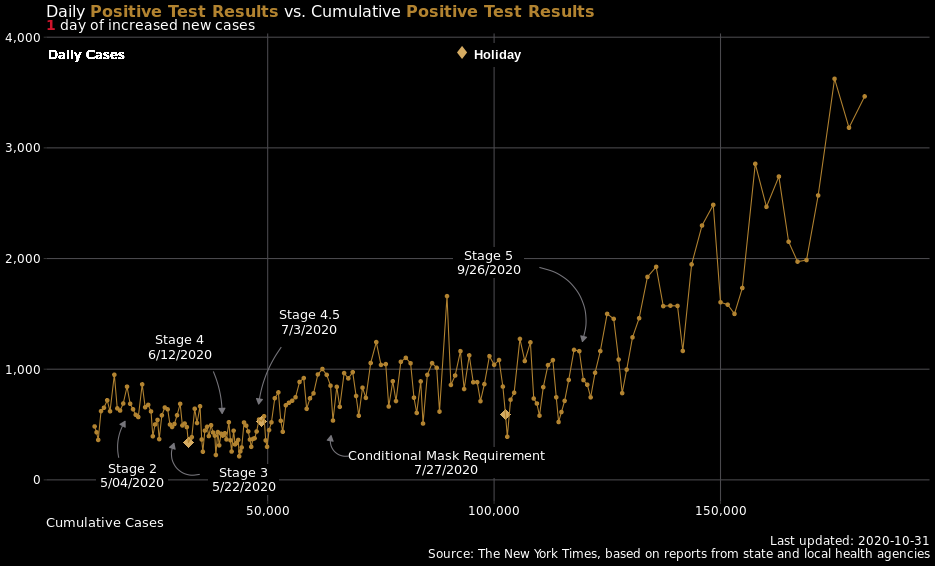 Daily Positive Test Results vs. Cumulative Positive Test Results
1 day of increased new cases
4,000
Daily Cases
Holiday
3,000
2,000
Stage 5
9/26/2020
Stage 4.5
7/3/2020
Stage 4
6/12/2020
1,000
Conditional Mask Requirement
7/27/2020
Stage 2
5/04/2020
Stage 3
5/22/2020
0
50,000
100,000
150,000
Cumulative Cases
Last updated: 2020-10-31
Source: The New York Times, based on reports from state and local health agencies